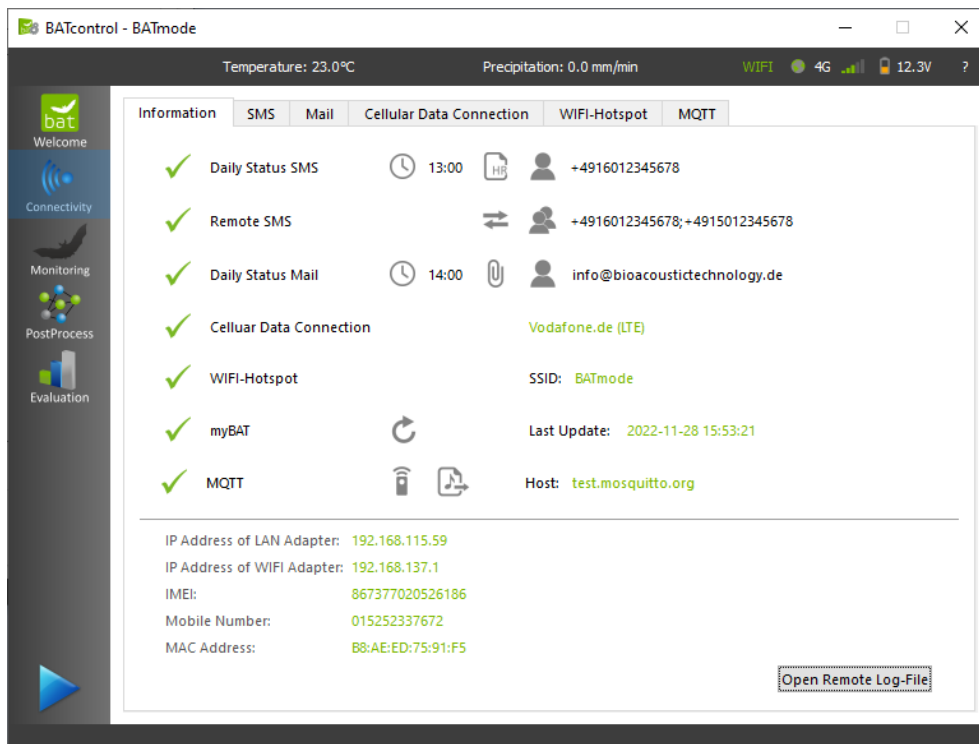 BATcontrol - BATmode
Temperature: 23.0°C Precipitation: 0.0 mm/min WIFI 4G 12.3V ?
bat
Welcome
Connectivity
Monitoring
PostProcess
Evaluation
Information SMS Mail Cellular Data Connection WIFI-Hotspot MQTT
Daily Status SMS 13:00 HR +4916012345678
Remote SMS +4916012345678;+4915012345678
Daily Status Mail 14:00 info@bioacoustictechnology.de
Celluar Data Connection Vodafone.de (LTE)
WIFI-Hotspot SSID: BATmode
myBAT Last Update: 2022-11-28 15:53:21
MQTT Host: test.mosquitto.org
IP Address of LAN Adapter: 192.168.115.59
IP Address of WIFI Adapter: 192.168.137.1
IMEI: 867377020526186
Mobile Number: 015252337672
MAC Address: B8:AE:ED:75:91:F5
Open Remote Log-File